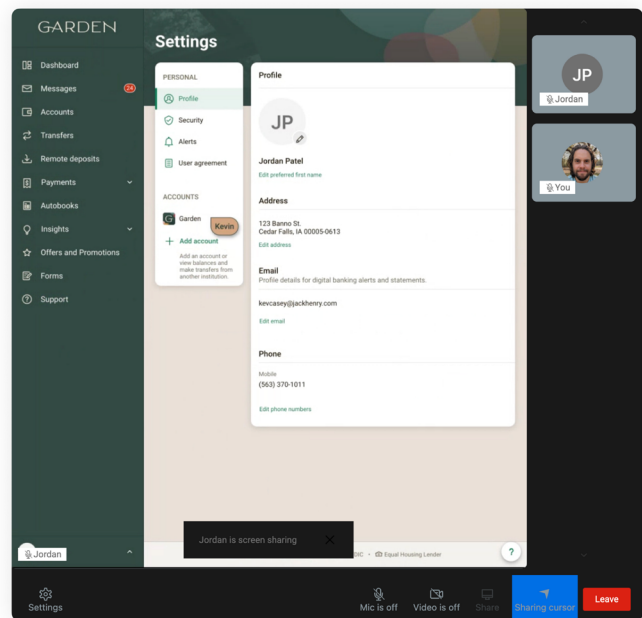 GARDEN
Dashboard
Messages
24
Accounts
Transfers
Remote deposits
Payments
Autobooks
Insights
Offers and Promotions
Forms
Support
Jordan
Settings
PERSONAL
Profile
Security
Alerts
User agreement
ACCOUNTS
Garden
Kevin
Add account
Add an account or
view balances and
make transfers from
another institution.
Profile
JP
Jordan Patel
Edit preferred first name
Address
123 Banno St.
Cedar Falls, IA 00005-0613
Edit address
Email
Profile details for digital banking alerts and statements.
kevcasey@jackhenry.com
Edit email
Phone
Mobile
(563) 370-1011
Edit phone numbers
Jordan is screen sharing
DIC • Equal Housing Lender
?
JP
Jordan
You
Settings
Mic is off
Video is off
Share
Sharing cursor
Leave